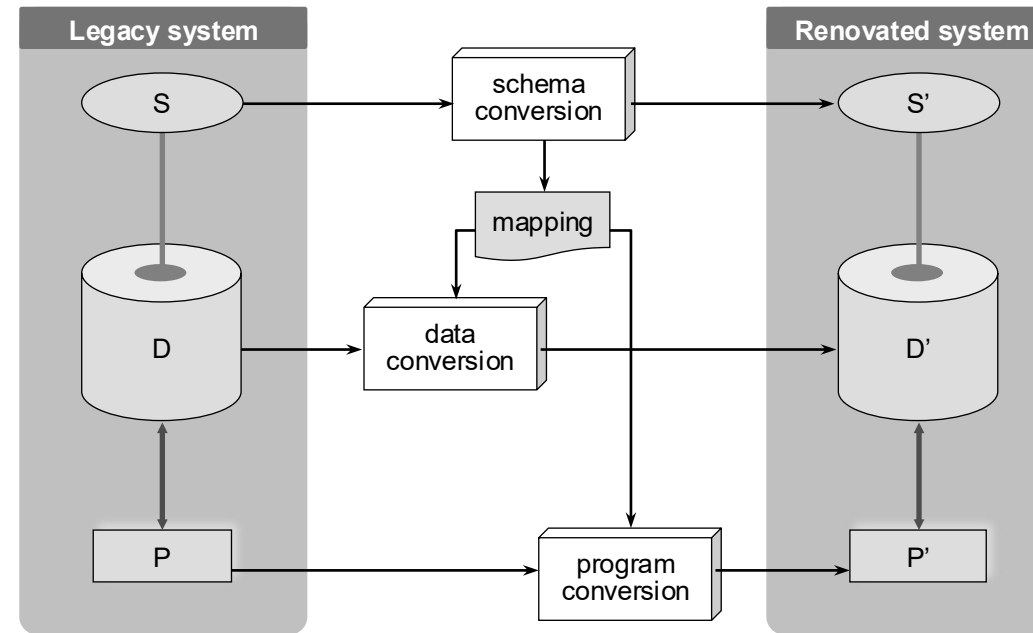 Legacy system
Renovated system
S
schema
conversion
S’
mapping
D
data
conversion
D’
P
program
conversion
P’